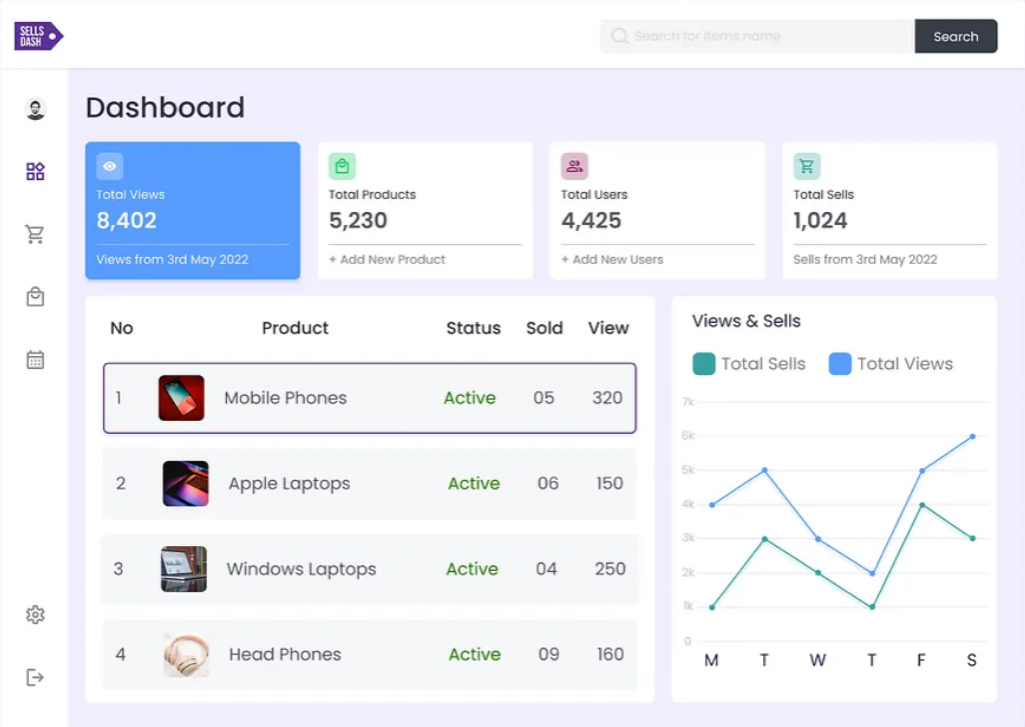 SELLS
DASH
Search for items name
Search
Dashboard
Total Views
8,402
Views from 3rd May 2022
Total Products
5,230
+ Add New Product
Total Users
4,425
+ Add New Users
Total Sells
1,024
Sells from 3rd May 2022
No Product Status Sold View
1 Mobile Phones Active 05 320
2 Apple Laptops Active 06 150
3 Windows Laptops Active 04 250
4 Head Phones Active 09 160
Views & Sells
Total Sells Total Views
7k
6k
5k
4k
3k
2k
1k
0
M T W T F S